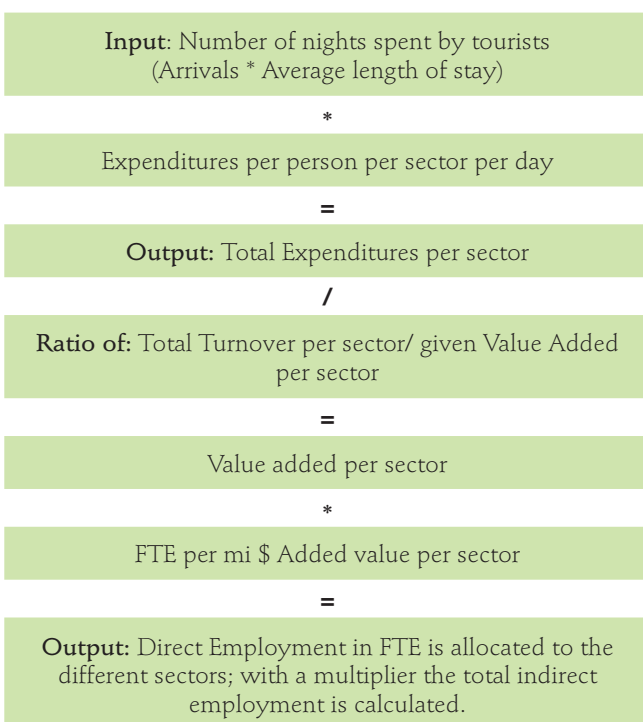 Input: Number of nights spent by tourists
(Arrivals * Average length of stay)
*
Expenditures per person per sector per day
=
Output: Total Expenditures per sector
/
Ratio of: Total Turnover per sector/ given Value Added
per sector
=
Value added per sector
*
FTE per mi $ Added value per sector
=
Output: Direct Employment in FTE is allocated to the
different sectors; with a multiplier the total indirect
employment is calculated.